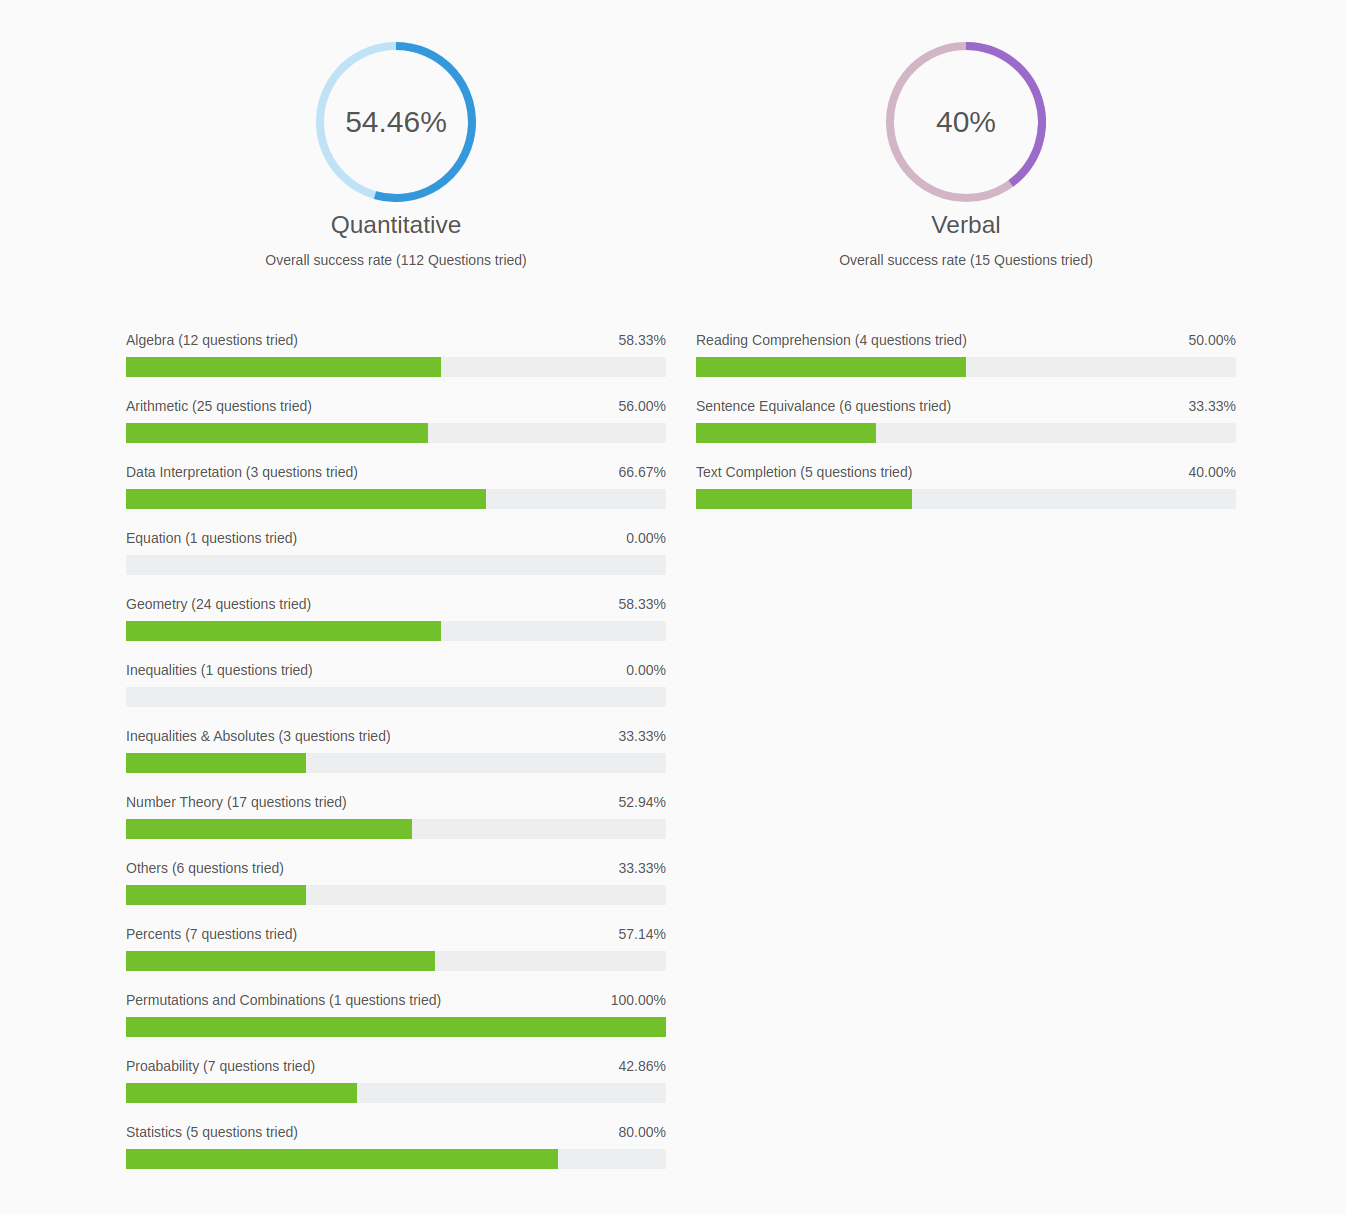 54.46%
Quantitative
Overall success rate (112 Questions tried)
Algebra (12 questions tried) 58.33%
Arithmetic (25 questions tried) 56.00%
Data Interpretation (3 questions tried) 66.67%
Equation (1 questions tried) 0.00%
Geometry (24 questions tried) 58.33%
Inequalities (1 questions tried) 0.00%
Inequalities & Absolutes (3 questions tried) 33.33%
Number Theory (17 questions tried) 52.94%
Others (6 questions tried) 33.33%
Percents (7 questions tried) 57.14%
Permutations and Combinations (1 questions tried) 100.00%
Proabability (7 questions tried) 42.86%
Statistics (5 questions tried) 80.00%
40%
Verbal
Overall success rate (15 Questions tried)
Reading Comprehension (4 questions tried) 50.00%
Sentence Equivalance (6 questions tried) 33.33%
Text Completion (5 questions tried) 40.00%